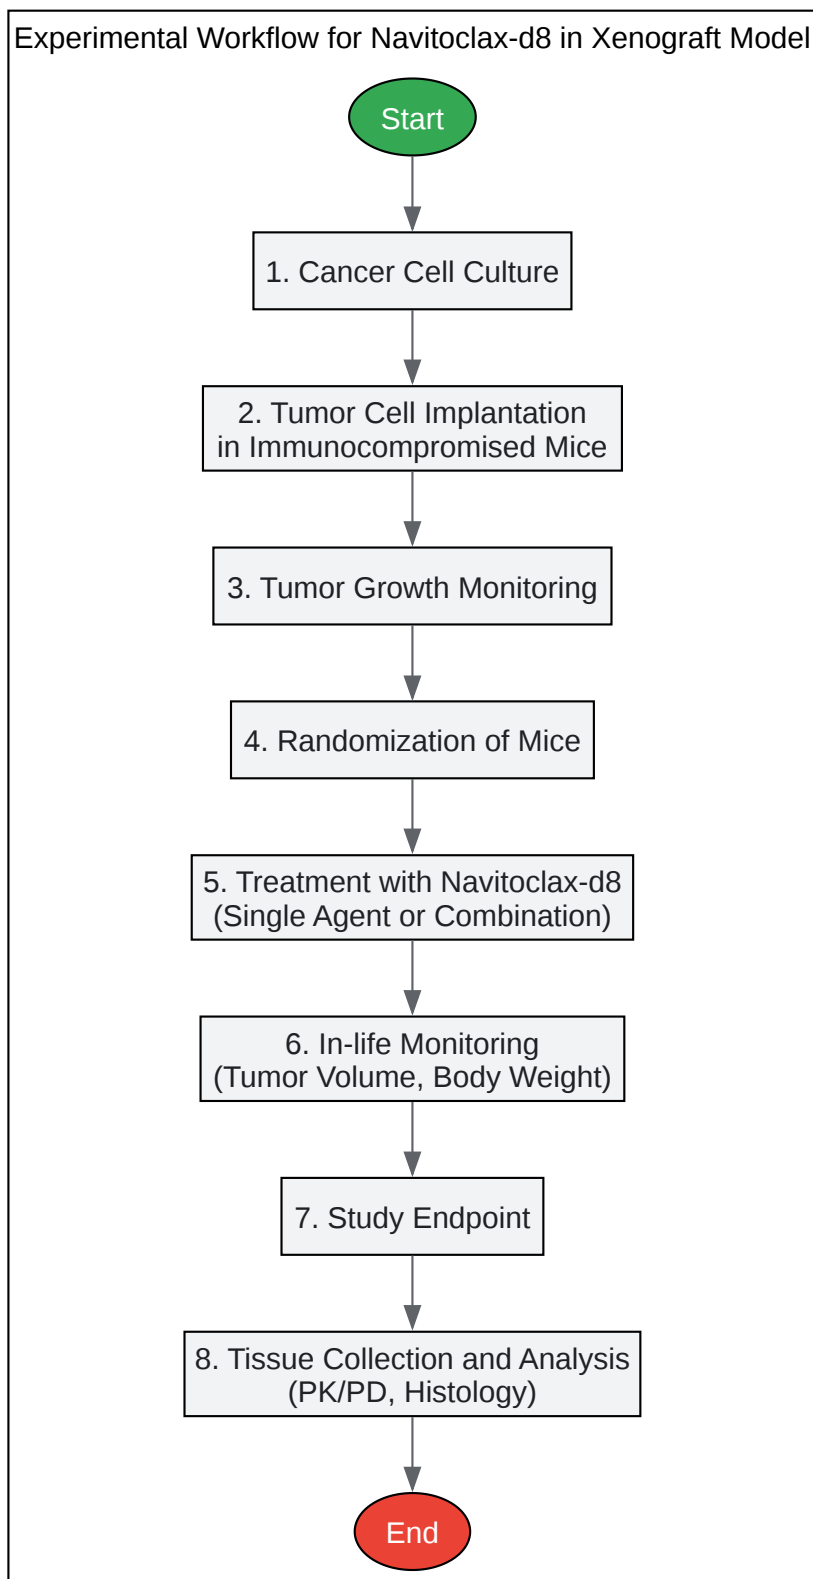 Experimental Workflow for Navitoclax-d8 in Xenograft Model
Start
1. Cancer Cell Culture
2. Tumor Cell Implantation
in Immunocompromised Mice
3. Tumor Growth Monitoring
4. Randomization of Mice
5. Treatment with Navitoclax-d8
(Single Agent or Combination)
6. In-life Monitoring
(Tumor Volume, Body Weight)
7. Study Endpoint
8. Tissue Collection and Analysis
(PK/PD, Histology)
End